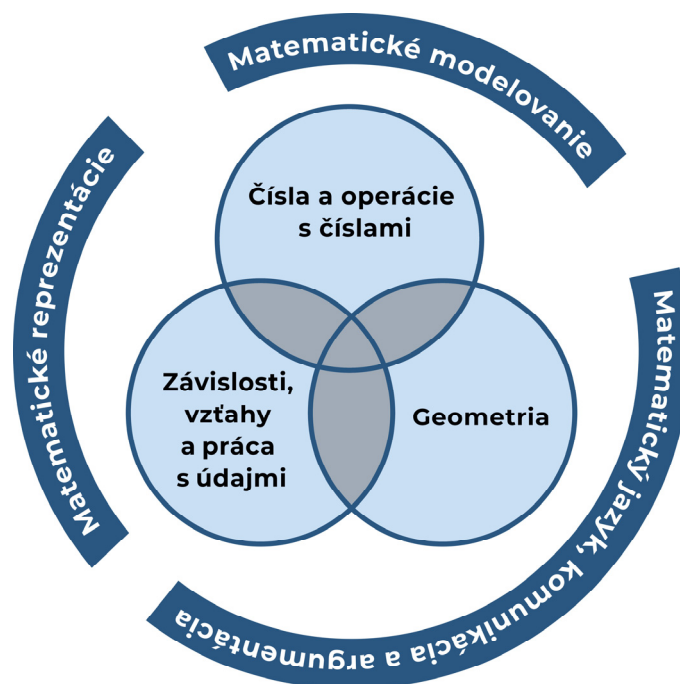 Matematické modelovanie
Matematické reprezentácie
Matematický jazyk, komunikácia a argumentácia
Čísla a operácie
s číslami
Závislosti,
vzťahy
a práca
s údajmi
Geometria